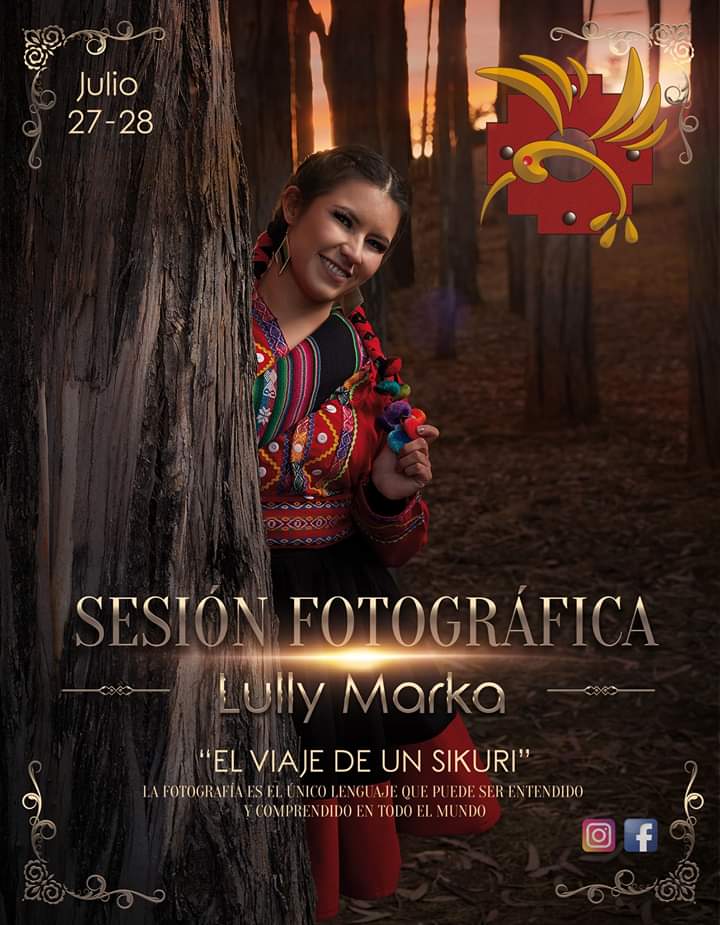 Julio
27-28
SESIÓN FOTOGRÁFICA
Lully Marka
“EL VIAJE DE UN SIKURI”
LA FOTOGRAFÍA ES EL ÚNICO LENGUAJE QUE PUEDE SER ENTENDIDO
Y COMPRENDIDO EN TODO EL MUNDO